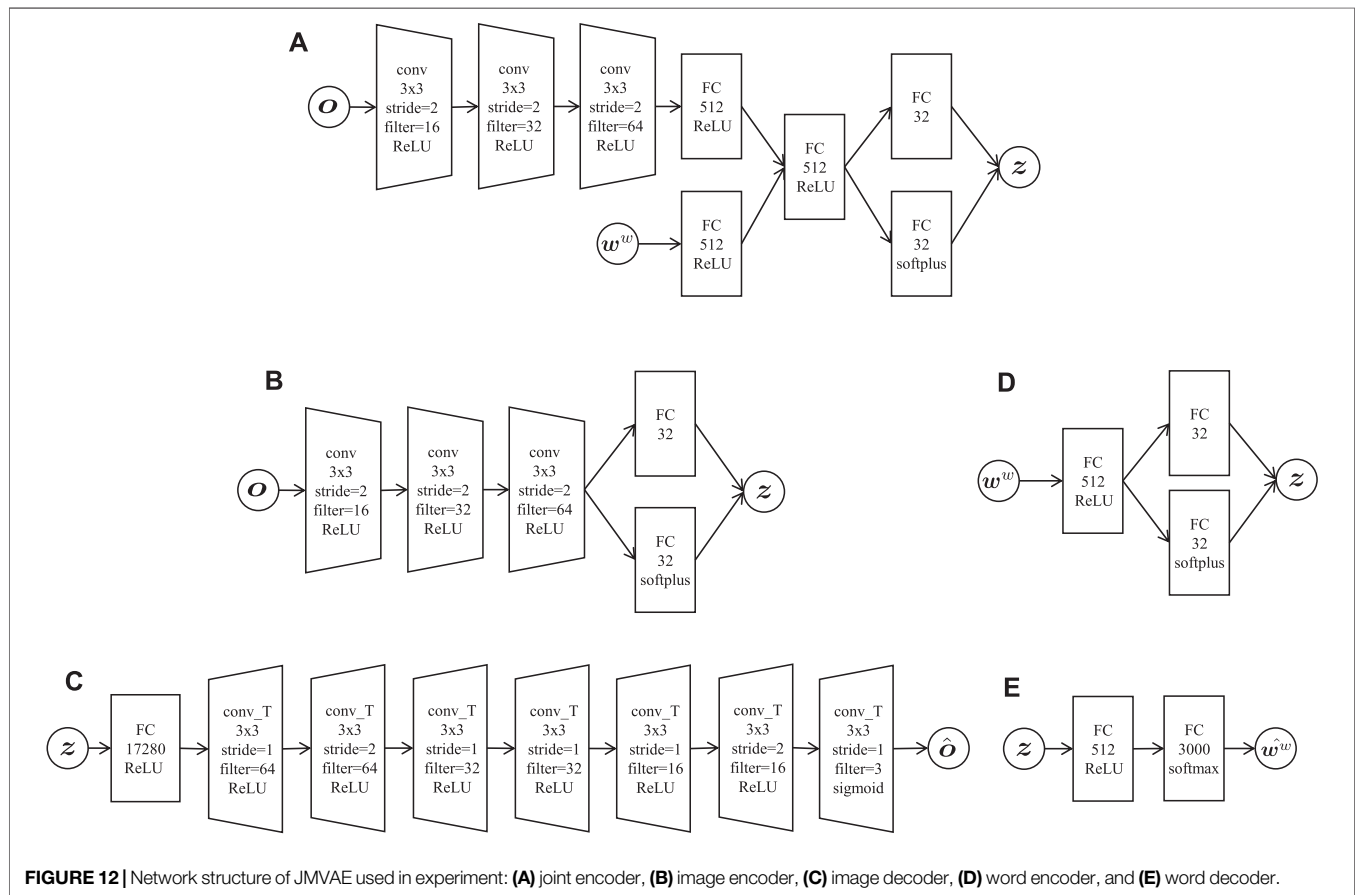 A
o
conv
3x3
stride=2
filter=16
ReLU
conv
3x3
stride=2
filter=32
ReLU
conv
3x3
stride=2
filter=64
ReLU
FC
512
ReLU
w^w
FC
512
ReLU
FC
512
ReLU
FC
32
FC
32
softplus
z
B
o
conv
3x3
stride=2
filter=16
ReLU
conv
3x3
stride=2
filter=32
ReLU
conv
3x3
stride=2
filter=64
ReLU
FC
32
FC
32
softplus
z
D
w^w
FC
512
ReLU
FC
32
FC
32
softplus
z
C
z
FC
17280
ReLU
conv_T
3x3
stride=1
filter=64
ReLU
conv_T
3x3
stride=2
filter=64
ReLU
conv_T
3x3
stride=1
filter=32
ReLU
conv_T
3x3
stride=1
filter=32
ReLU
conv_T
3x3
stride=1
filter=16
ReLU
conv_T
3x3
stride=2
filter=16
ReLU
conv_T
3x3
stride=1
filter=3
sigmoid
ô
E
z
FC
512
ReLU
FC
3000
softmax
ŵ^w
FIGURE 12 | Network structure of JMVAE used in experiment: (A) joint encoder, (B) image encoder, (C) image decoder, (D) word encoder, and (E) word decoder.